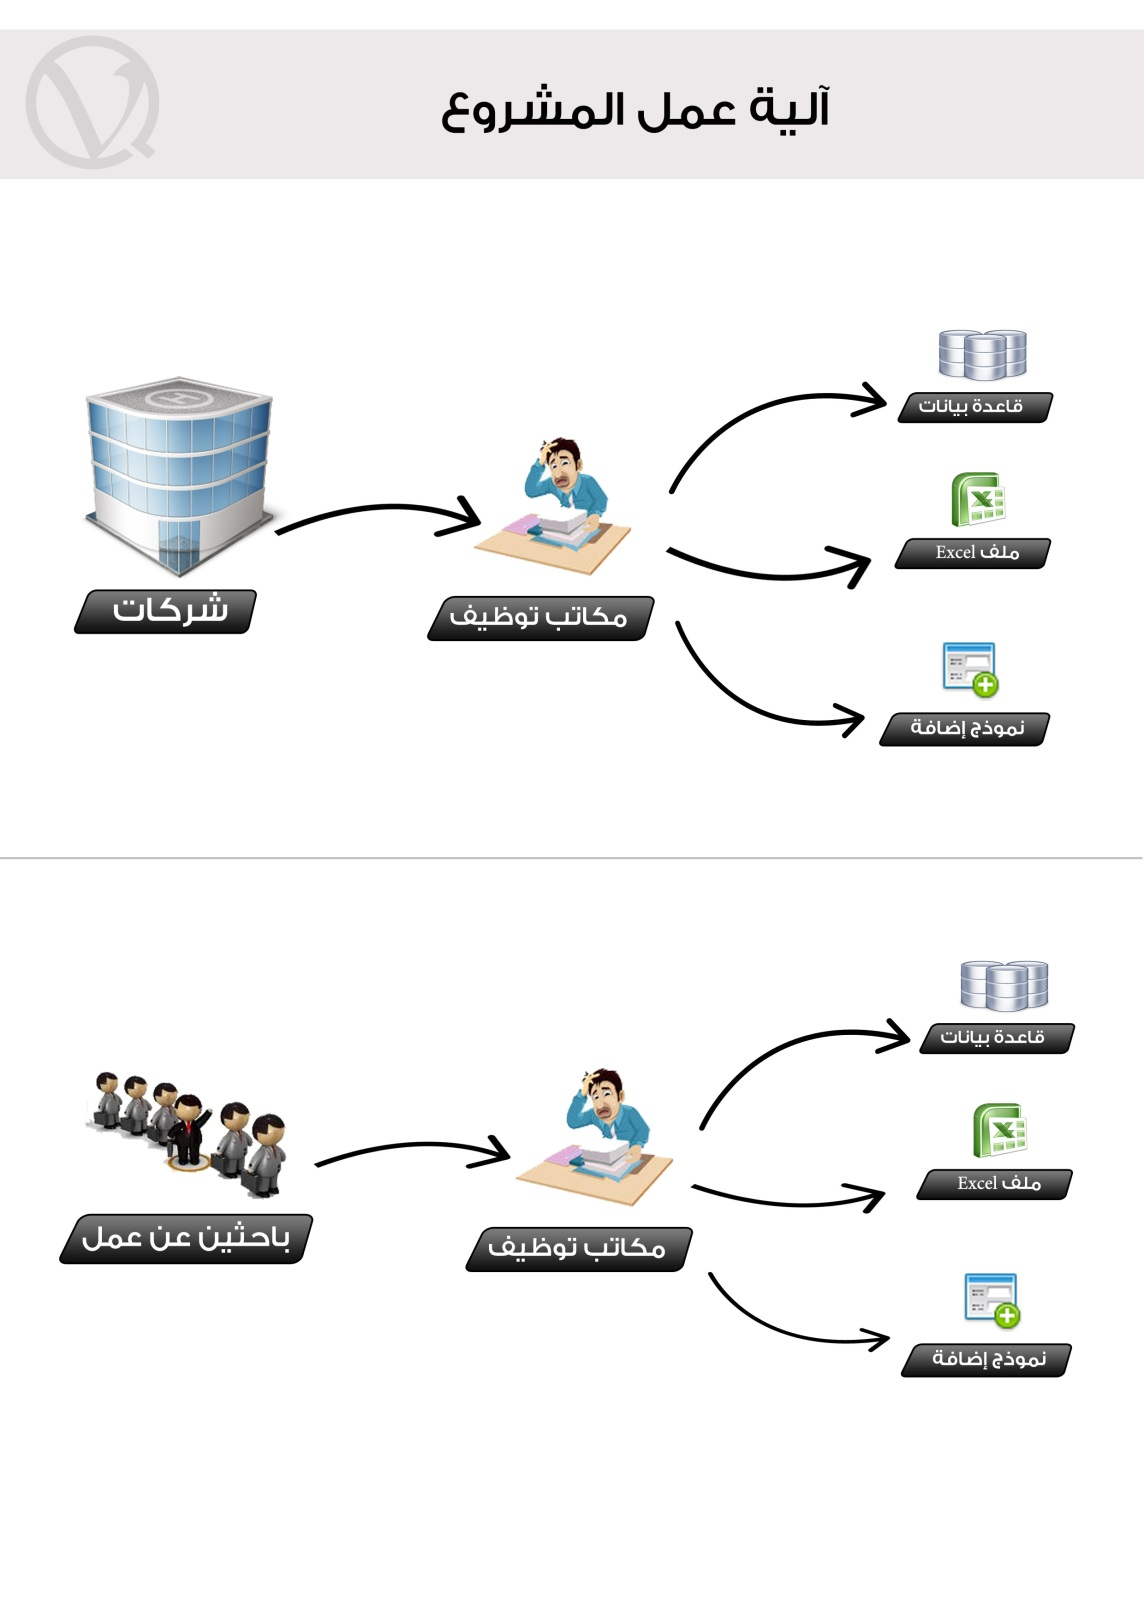 آلية عمل المشروع
قاعدة بيانات
ملف Excel
شركات
مكاتب توظيف
نموذج إضافة
قاعدة بيانات
ملف Excel
باحثين عن عمل
مكاتب توظيف
نموذج إضافة